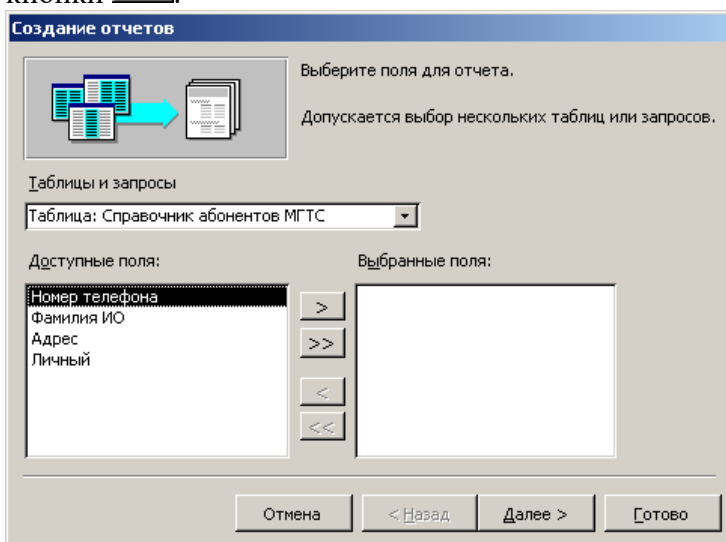 кнопки
Создание отчетов
Выберите поля для отчета.
Допускается выбор нескольких таблиц или запросов.
Таблицы и запросы
Таблица: Справочник абонентов МГТС
Доступные поля:
Выбранные поля:
Номер телефона
Фамилия ИО
Адрес
Личный
>
>>
<
<<
Отмена
< Назад
Далее >
Готово